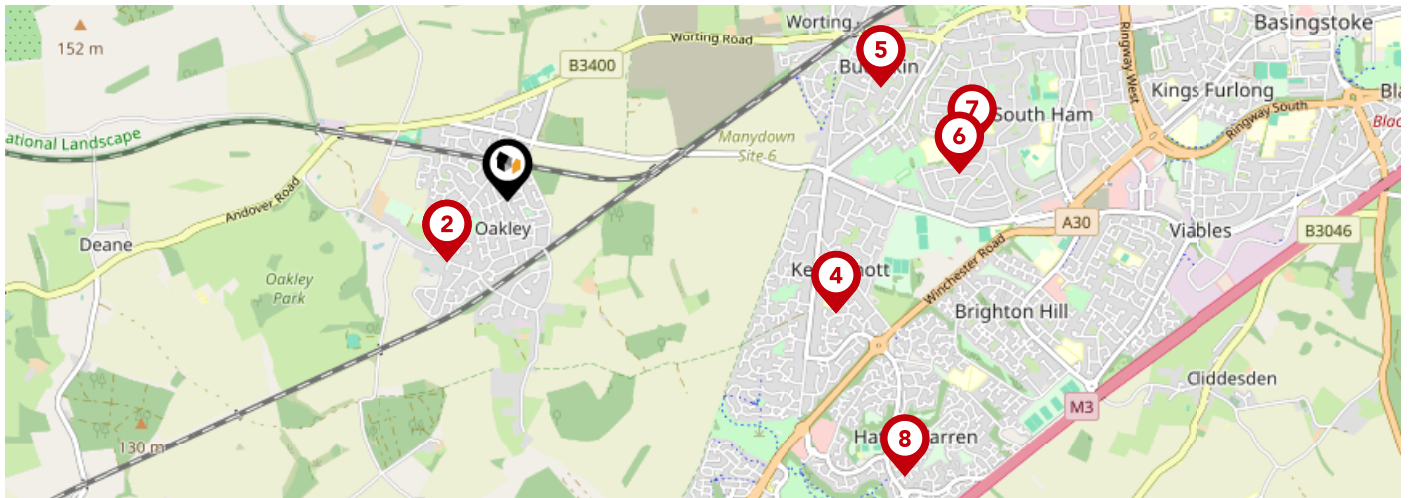 Worting
Basingstoke
152 m
Worting Road
5
B3400
Ringway West
Kings Furlong
7
South Ham
Ringway South
6
ational Landscape
Manydown
Site 6
Andover Road
2
Oakley
A30
Viables
B3046
Deane
Oakley
Park
4
Winchester Road
Brighton Hill
Cliddesden
M3
8
130 m